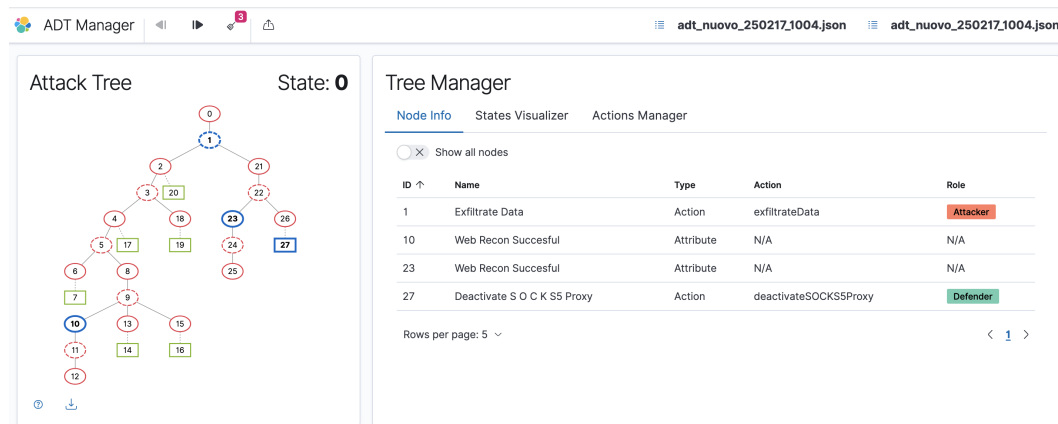 ADT Manager 3 adt_nuovo_250217_1004.json adt_nuovo_250217_1004.json
Attack Tree State: 0
0
1
2 21
3 20 22
4 18 23 26
5 17 19 24 27
6 8 25
7 9
10 13 15
11 14 16
12
Tree Manager
Node Info States Visualizer Actions Manager
Show all nodes
ID Name Type Action Role
1 Exfiltrate Data Action exfiltrateData Attacker
10 Web Recon Succesful Attribute N/A N/A
23 Web Recon Succesful Attribute N/A N/A
27 Deactivate S O C K S5 Proxy Action deactivateSOCKS5Proxy Defender
Rows per page: 5 1